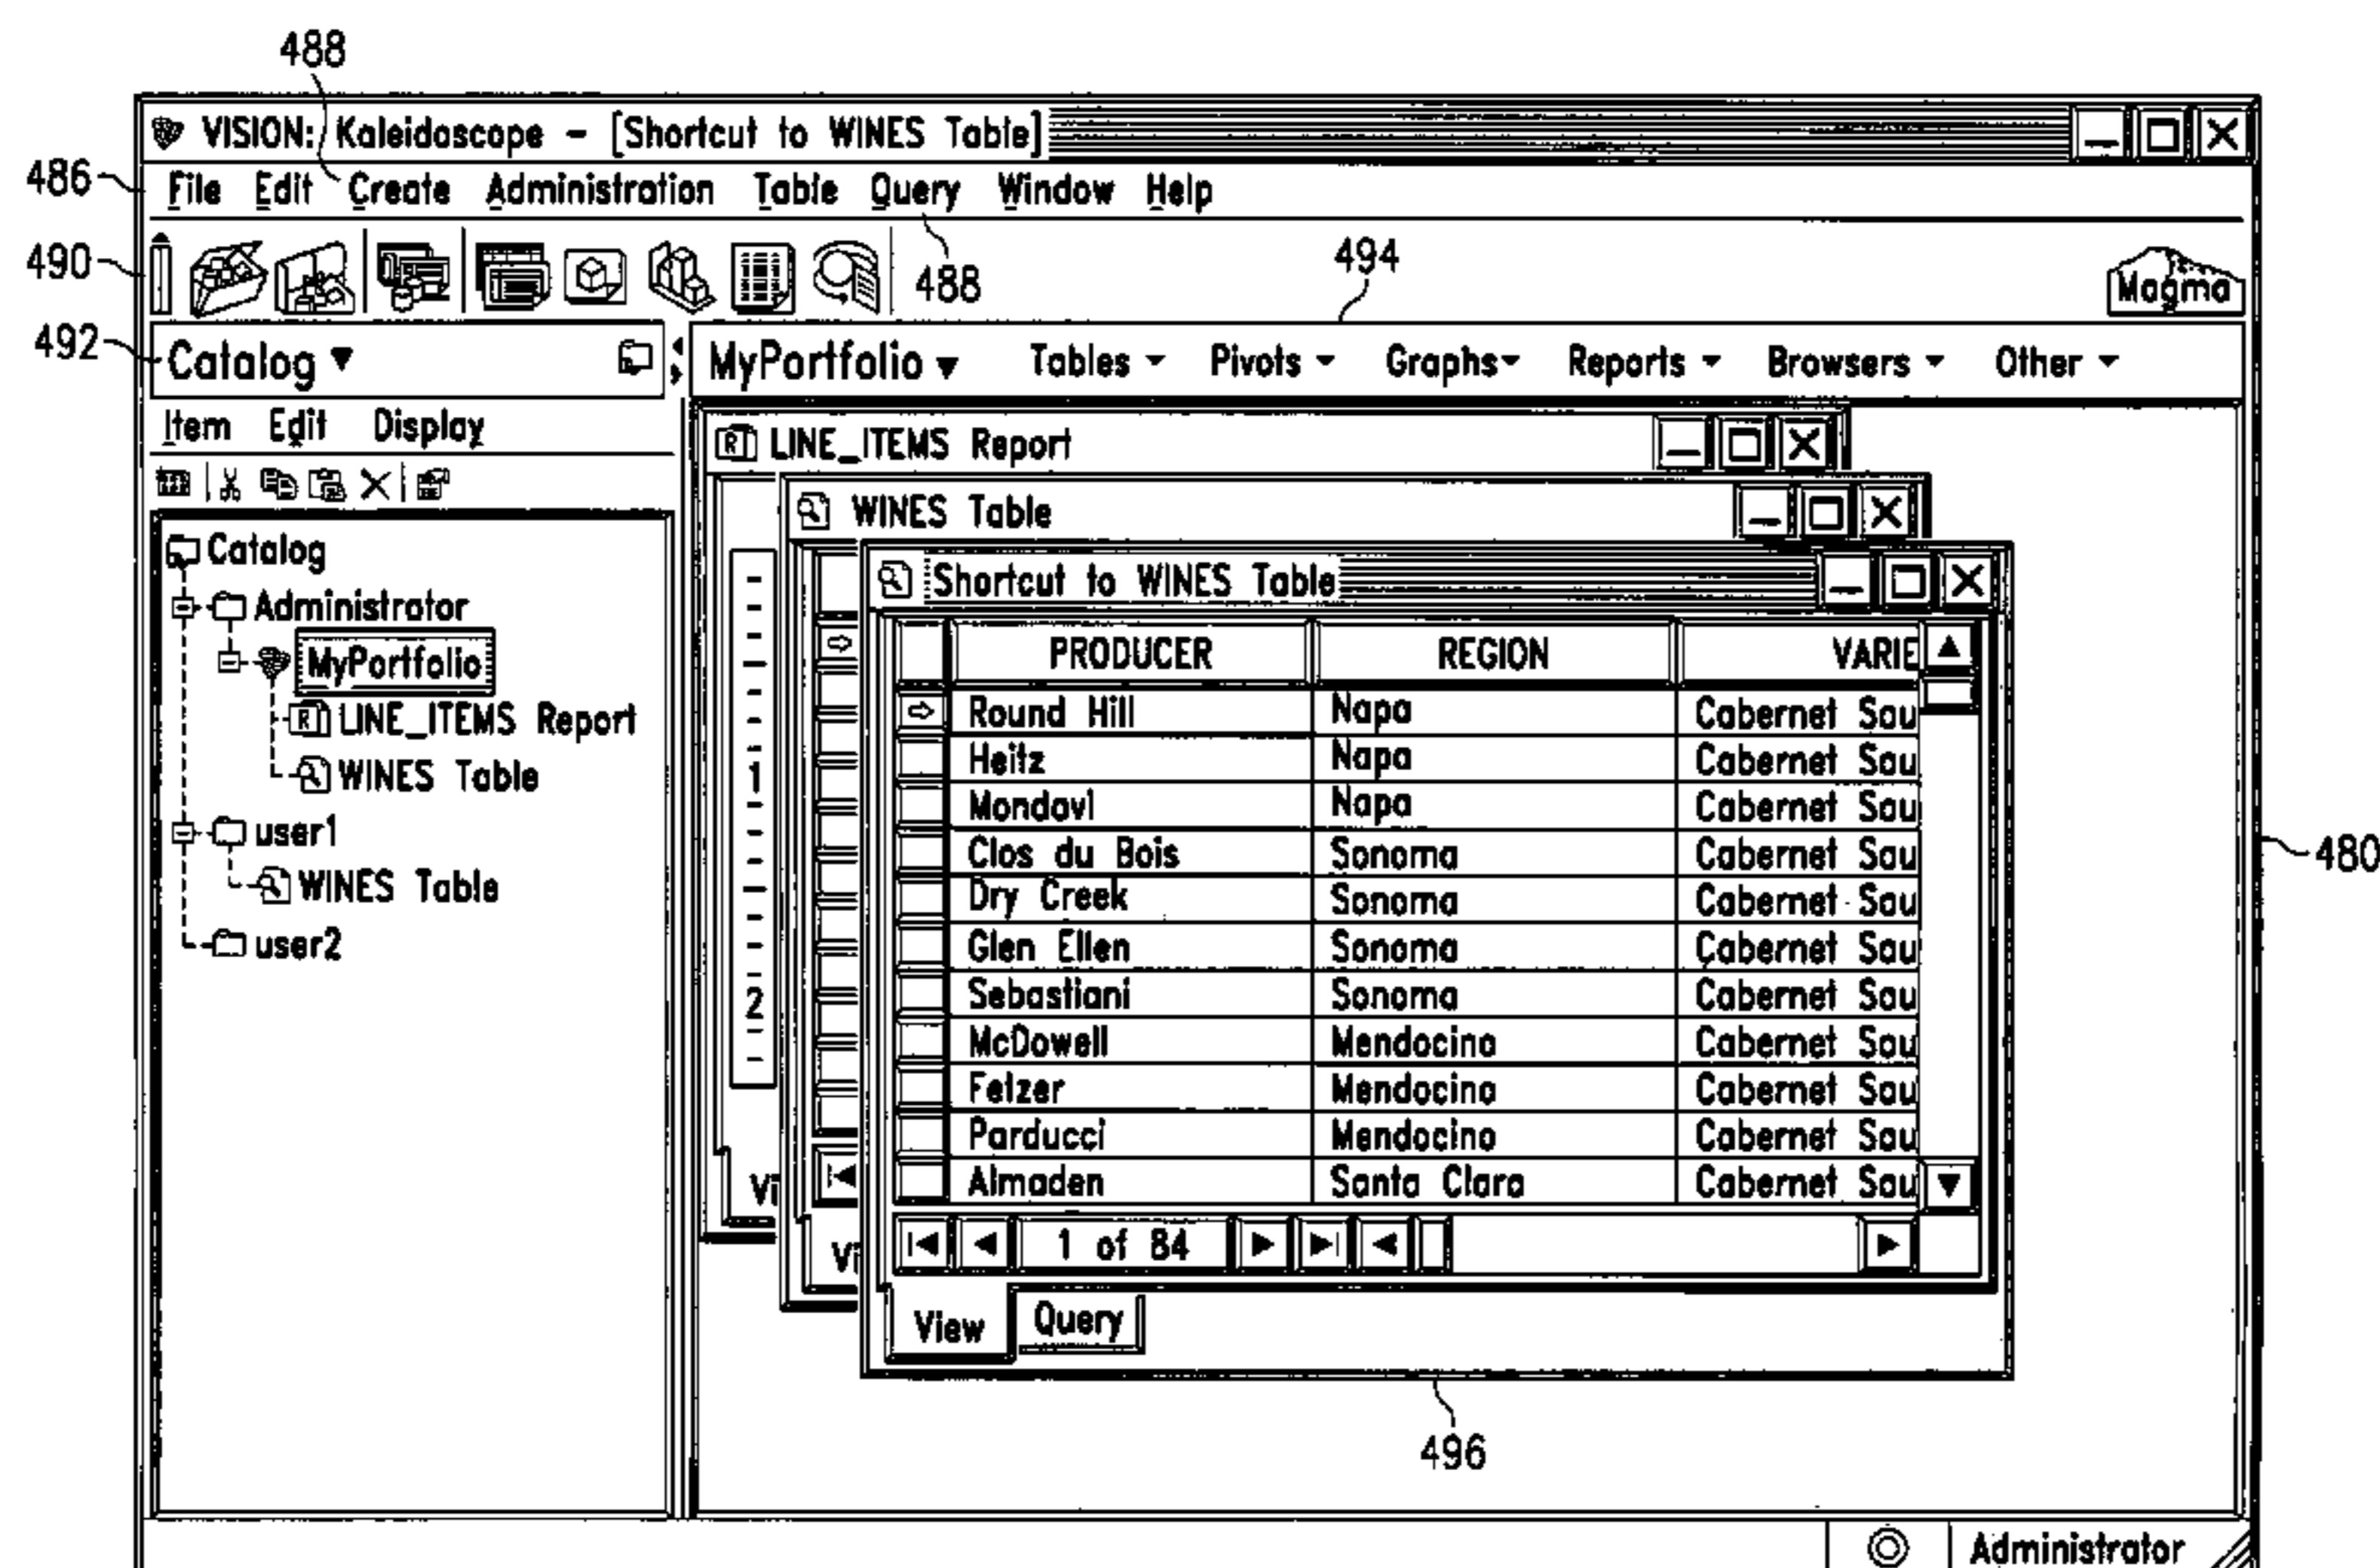 488
VISION: Kaleidoscope - [Shortcut to WINES Table]
486
File Edit Create Administration Table Query Window Help
490
488
494
Magma
492
Catalog
MyPortfolio Tables Pivots Graphs Reports Browsers Other
Item Edit Display
LINE_ITEMS Report
WINES Table
Catalog
Administrator
MyPortfolio
LINE_ITEMS Report
WINES Table
user1
WINES Table
user2
1
2
Vi
Vi
Shortcut to WINES Table
PRODUCER REGION VARIE
Round Hill Napa Cabernet Sau
Heitz Napa Cabernet Sau
Mondavi Napa Cabernet Sau
Clos du Bois Sonoma Cabernet Sau
Dry Creek Sonoma Cabernet Sau
Glen Ellen Sonoma Cabernet Sau
Sebastiani Sonoma Cabernet Sau
McDowell Mendocino Cabernet Sau
Fetzer Mendocino Cabernet Sau
Parducci Mendocino Cabernet Sau
Almaden Santa Clara Cabernet Sau
1 of 84
View Query
480
496
Administrator